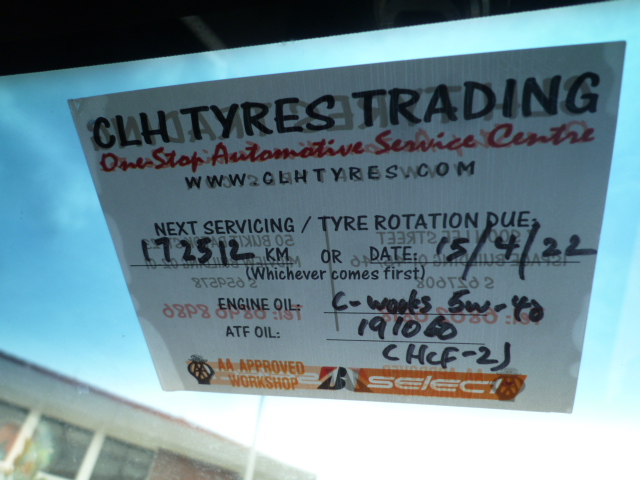 CLH TYRES TRADING
One-Stop Automotive Service Centre
WWW.CLHTYRES.COM
NEXT SERVICING / TYRE ROTATION DUE:
172512 KM OR DATE: 15/4/22
(Whichever comes first)
ENGINE OIL: C-works 5w-40
ATF OIL: 191060
(HCF-2)
AA APPROVED
WORKSHOP
SELECT